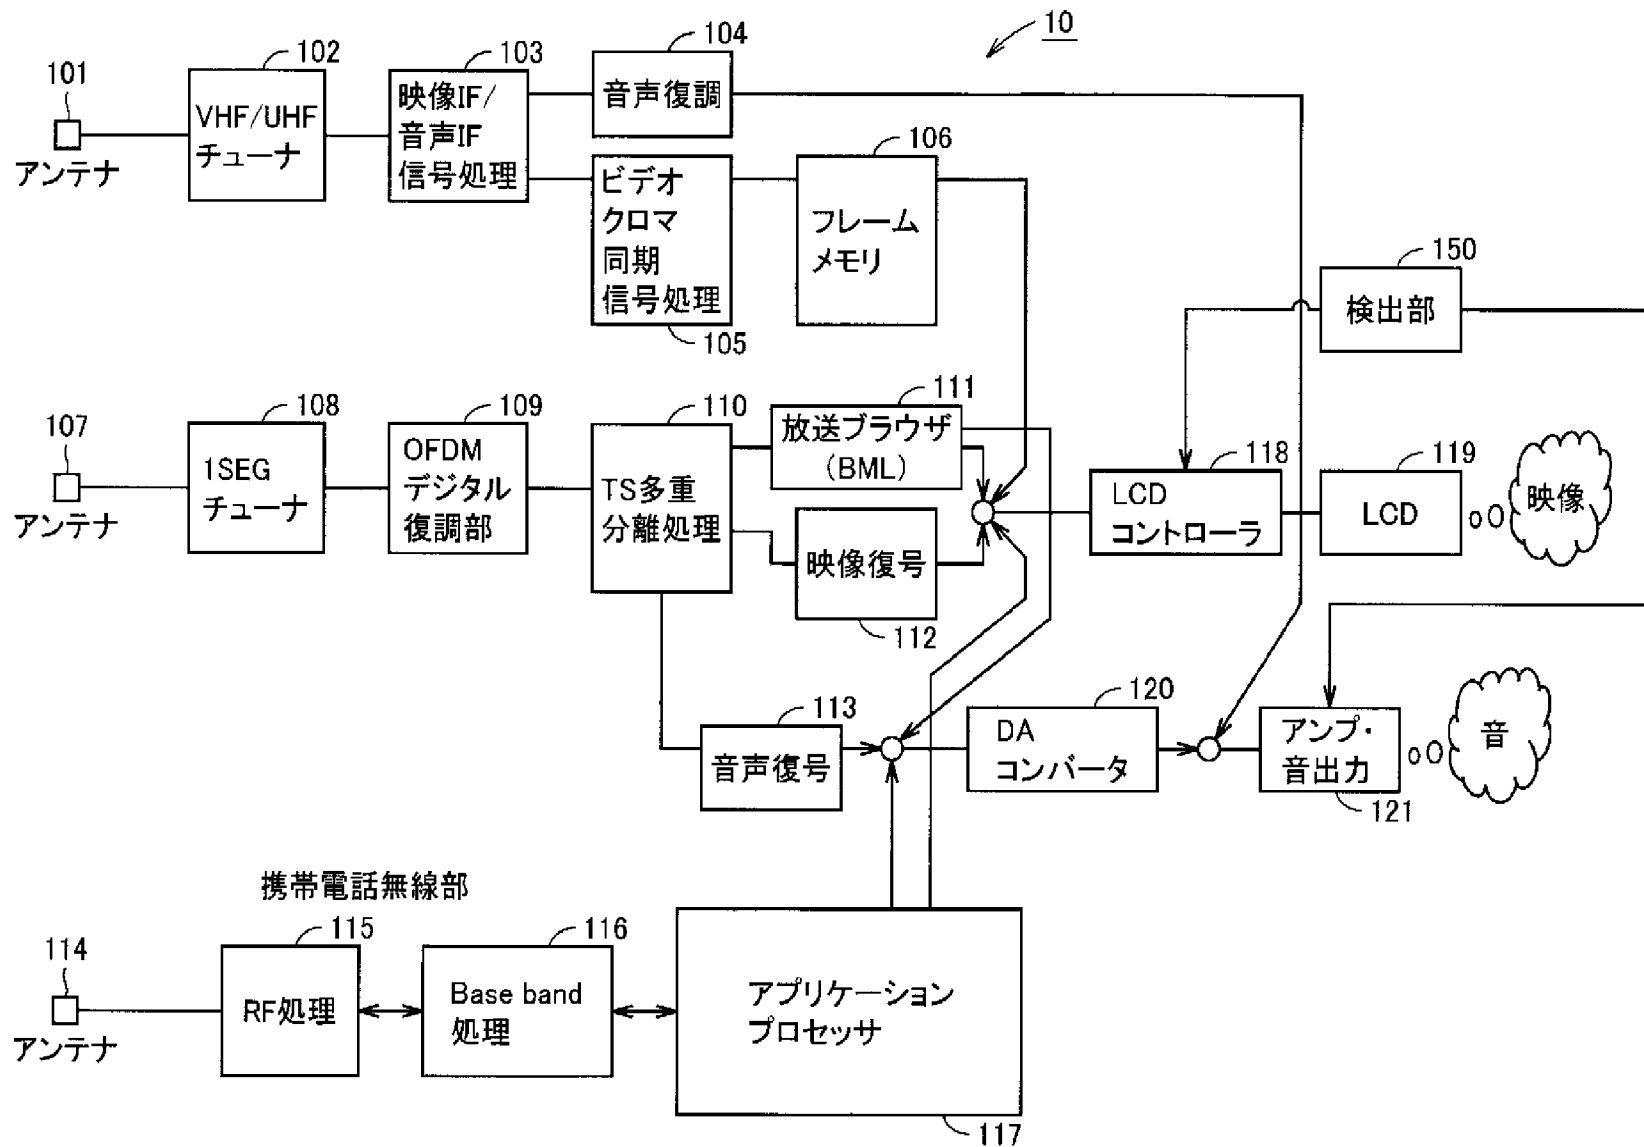 10
101
アンテナ
102
VHF/UHF
チューナ
103
映像IF/
音声IF
信号処理
104
音声復調
ビデオ
クロマ
同期
信号処理
105
106
フレーム
メモリ
150
検出部
107
アンテナ
108
1SEG
チューナ
109
OFDM
デジタル
復調部
110
TS多重
分離処理
111
放送ブラウザ
(BML)
映像復号
112
118
LCD
コントローラ
119
LCD
映像
113
音声復号
120
DA
コンバータ
アンプ・
音出力
121
音
携帯電話無線部
114
アンテナ
115
RF処理
116
Base band
処理
アプリケーション
プロセッサ
117